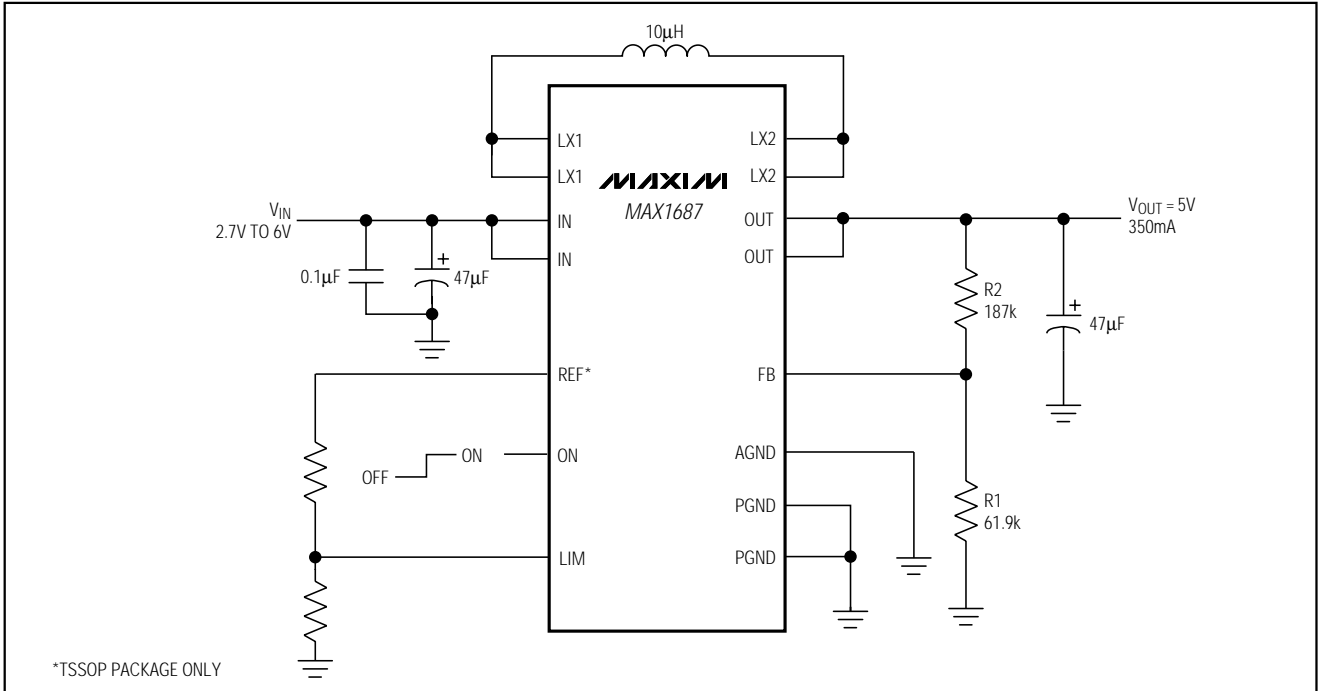 10μH
LX1
LX2
LX1
LX2
MAXIM
MAX1687
VIN
2.7V TO 6V
IN
OUT
VOUT = 5V
350mA
IN
OUT
0.1μF
+
47μF
R2
187k
+
47μF
REF*
FB
OFF
ON
ON
AGND
PGND
R1
61.9k
LIM
PGND
*TSSOP PACKAGE ONLY